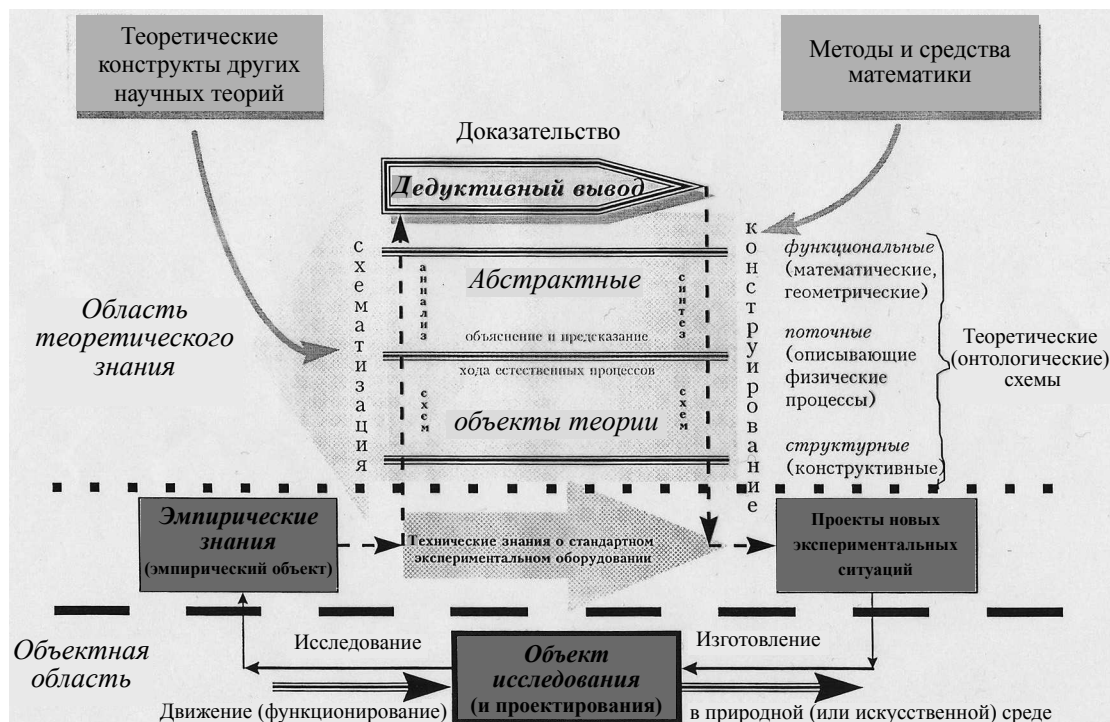 Теоретические
конструкты других
научных теорий
Методы и средства
математики
Доказательство
Дедуктивный вывод
Область
теоретического
знания
схематизация
аннализ
схем
Абстрактные
объяснение и предсказание
хода естественных процессов
объекты теории
синтез
схем
конструирование
функциональные
(математические,
геометрические)
поточные
(описывающие
физические
процессы)
структурные
(конструктивные)
Теоретические
(онтологические)
схемы
Эмпирические
знания
(эмпирический объект)
Технические знания о стандартном
экспериментальном оборудовании
Проекты новых
экспериментальных
ситуаций
Объектная
область
Исследование
Изготовление
Объект
исследования
(и проектирования)
Движение (функционирование)
в природной (или искусственой) среде